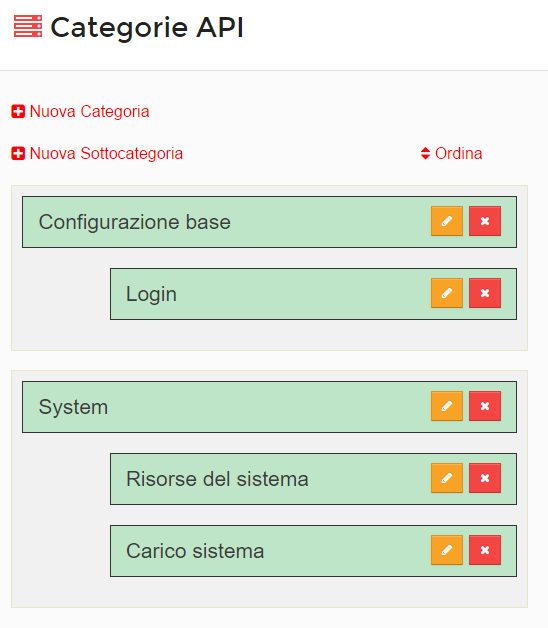 Categorie API
Nuova Categoria
Nuova Sottocategoria
Ordina
Configurazione base
Login
System
Risorse del sistema
Carico sistema